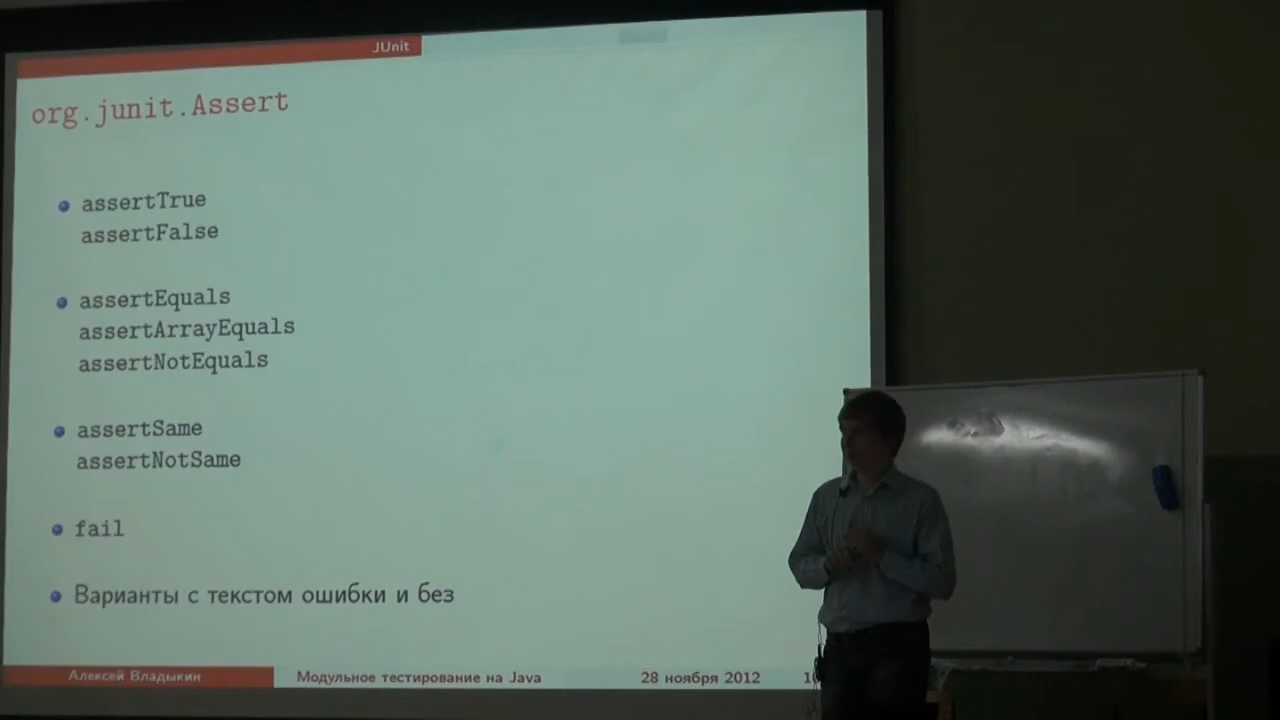 JUnit
org.junit.Assert
assertTrue
assertFalse
assertEquals
assertArrayEquals
assertNotEquals
assertSame
assertNotSame
fail
Варианты с текстом ошибки и без
Алексей Владыкин
Модульное тестирование на Java
28 ноября 2012